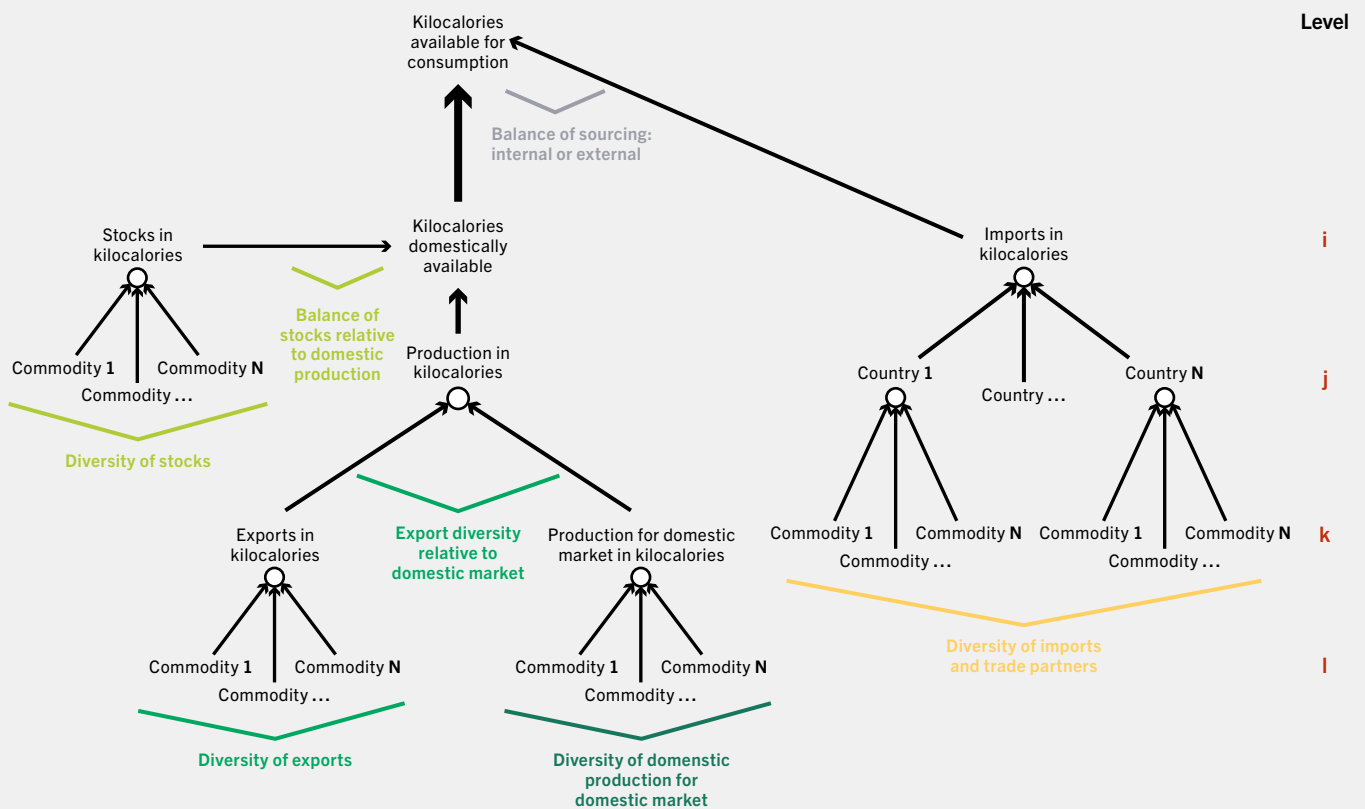 Level
Kilocalories
available for
consumption
Balance of sourcing:
internal or external
Stocks in
kilocalories
Kilocalories
domestically
available
Imports in
kilocalories
i
Balance of
stocks relative
to domestic
production
Commodity 1
Commodity ...
Commodity N
Diversity of stocks
Production in
kilocalories
Country 1
Country ...
Country N
j
Exports in
kilocalories
Export diversity
relative to
domestic market
Production for domestic
market in kilocalories
Commodity 1
Commodity ...
Commodity N
Commodity 1
Commodity ...
Commodity N
k
Diversity of imports
and trade partners
Commodity 1
Commodity ...
Commodity N
Commodity 1
Commodity ...
Commodity N
l
Diversity of exports
Diversity of domenstic
production for
domestic market